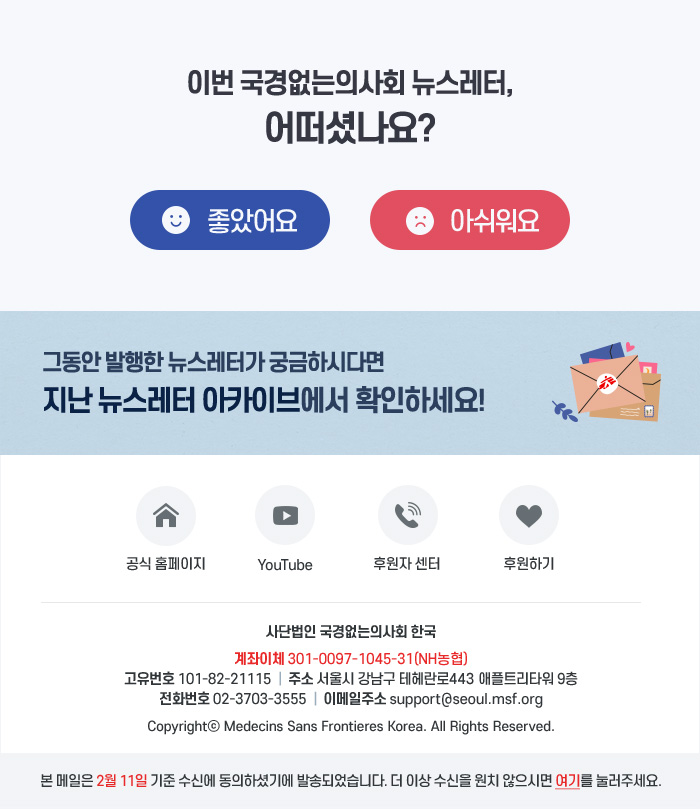 이번 국경없는의사회 뉴스레터,
어떠셨나요?
좋았어요
아쉬워요
그동안 발행한 뉴스레터가 궁금하시다면
지난 뉴스레터 아카이브에서 확인하세요!
공식 홈페이지
YouTube
후원자 센터
후원하기
사단법인 국경없는의사회 한국
계좌이체 301-0097-1045-31(NH농협)
고유번호 101-82-21115 | 주소 서울시 강남구 테헤란로443 애플트리타워 9층
전화번호 02-3703-3555 | 이메일주소 support@seoul.msf.org
Copyrightⓒ Medecins Sans Frontieres Korea. All Rights Reserved.
본 메일은 2월 11일 기준 수신에 동의하셨기에 발송되었습니다. 더 이상 수신을 원치 않으시면 여기를 눌러주세요.